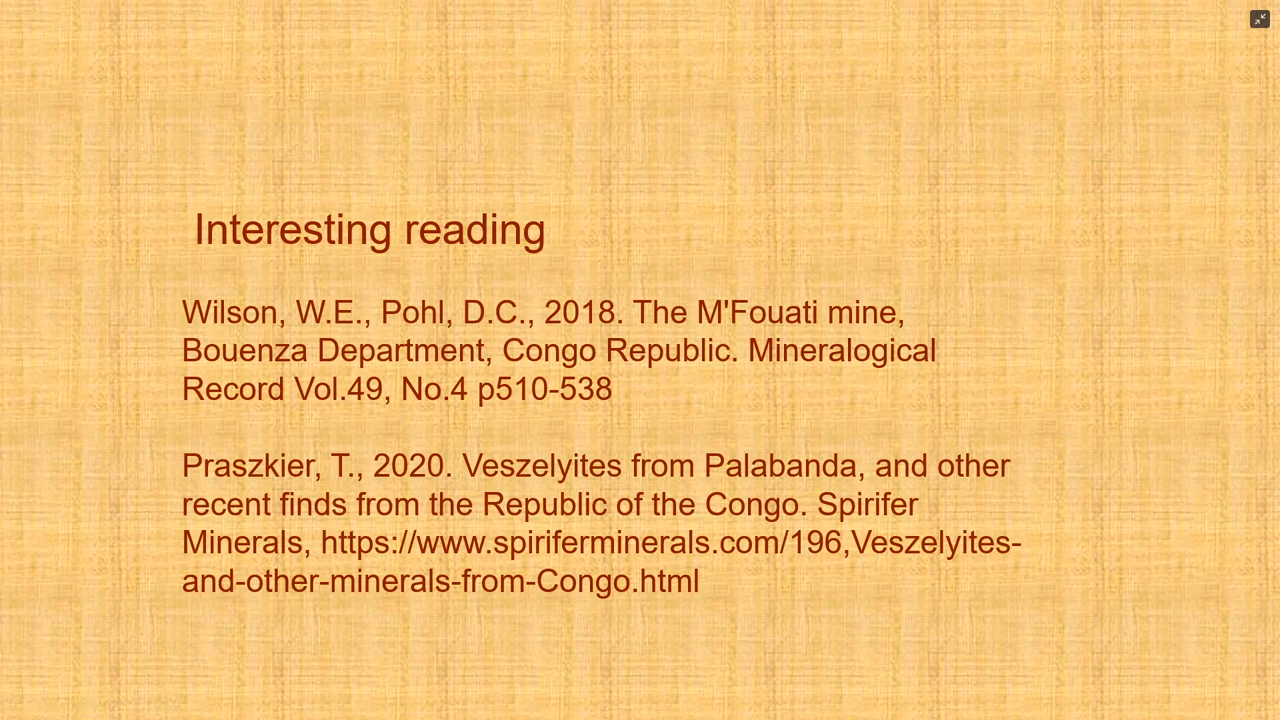 Interesting reading
Wilson, W.E., Pohl, D.C., 2018. The M'Fouati mine,
Bouenza Department, Congo Republic. Mineralogical
Record Vol.49, No.4 p510-538
Praszkier, T., 2020. Veszelyites from Palabanda, and other
recent finds from the Republic of the Congo. Spirifer
Minerals, https://www.spiriferminerals.com/196,Veszelyites-
and-other-minerals-from-Congo.html